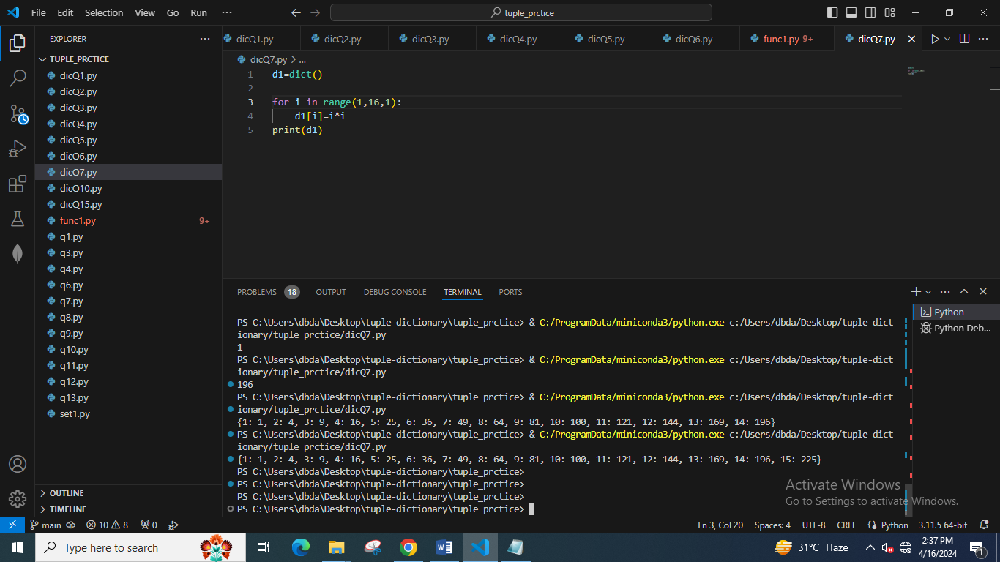 File Edit Selection View Go Run ···
tuple_prctice
EXPLORER ···
TUPLE_PRCTICE
dicQ1.py
dicQ2.py
dicQ3.py
dicQ4.py
dicQ5.py
dicQ6.py
dicQ7.py
dicQ10.py
dicQ15.py
func1.py 9+
q1.py
q3.py
q4.py
q6.py
q7.py
q8.py
q9.py
q10.py
q11.py
q12.py
q13.py
set1.py
OUTLINE
TIMELINE
dicQ1.py dicQ2.py dicQ3.py dicQ4.py dicQ5.py dicQ6.py func1.py 9+ dicQ7.py
dicQ7.py > ...
1 d1=dict()
2
3 for i in range(1,16,1):
4 d1[i]=i*i
5 print(d1)
PROBLEMS 18 OUTPUT DEBUG CONSOLE TERMINAL PORTS
PS C:\Users\dbda\Desktop\tuple-dictionary\tuple_prctice> & C:/ProgramData/miniconda3/python.exe c:/Users/dbda/Desktop/tuple-dict
ionary/tuple_prctice/dicQ7.py
1
PS C:\Users\dbda\Desktop\tuple-dictionary\tuple_prctice> & C:/ProgramData/miniconda3/python.exe c:/Users/dbda/Desktop/tuple-dict
ionary/tuple_prctice/dicQ7.py
196
PS C:\Users\dbda\Desktop\tuple-dictionary\tuple_prctice> & C:/ProgramData/miniconda3/python.exe c:/Users/dbda/Desktop/tuple-dict
ionary/tuple_prctice/dicQ7.py
{1: 1, 2: 4, 3: 9, 4: 16, 5: 25, 6: 36, 7: 49, 8: 64, 9: 81, 10: 100, 11: 121, 12: 144, 13: 169, 14: 196}
PS C:\Users\dbda\Desktop\tuple-dictionary\tuple_prctice> & C:/ProgramData/miniconda3/python.exe c:/Users/dbda/Desktop/tuple-dict
ionary/tuple_prctice/dicQ7.py
{1: 1, 2: 4, 3: 9, 4: 16, 5: 25, 6: 36, 7: 49, 8: 64, 9: 81, 10: 100, 11: 121, 12: 144, 13: 169, 14: 196, 15: 225}
PS C:\Users\dbda\Desktop\tuple-dictionary\tuple_prctice>
PS C:\Users\dbda\Desktop\tuple-dictionary\tuple_prctice>
PS C:\Users\dbda\Desktop\tuple-dictionary\tuple_prctice>
PS C:\Users\dbda\Desktop\tuple-dictionary\tuple_prctice>
Python
Python Deb...
Activate Windows
Go to Settings to activate Windows.
main 10 8 0 Ln 3, Col 20 Spaces: 4 UTF-8 CRLF Python 3.11.5 64-bit
Type here to search
31°C Haze
2:37 PM
4/16/2024
1